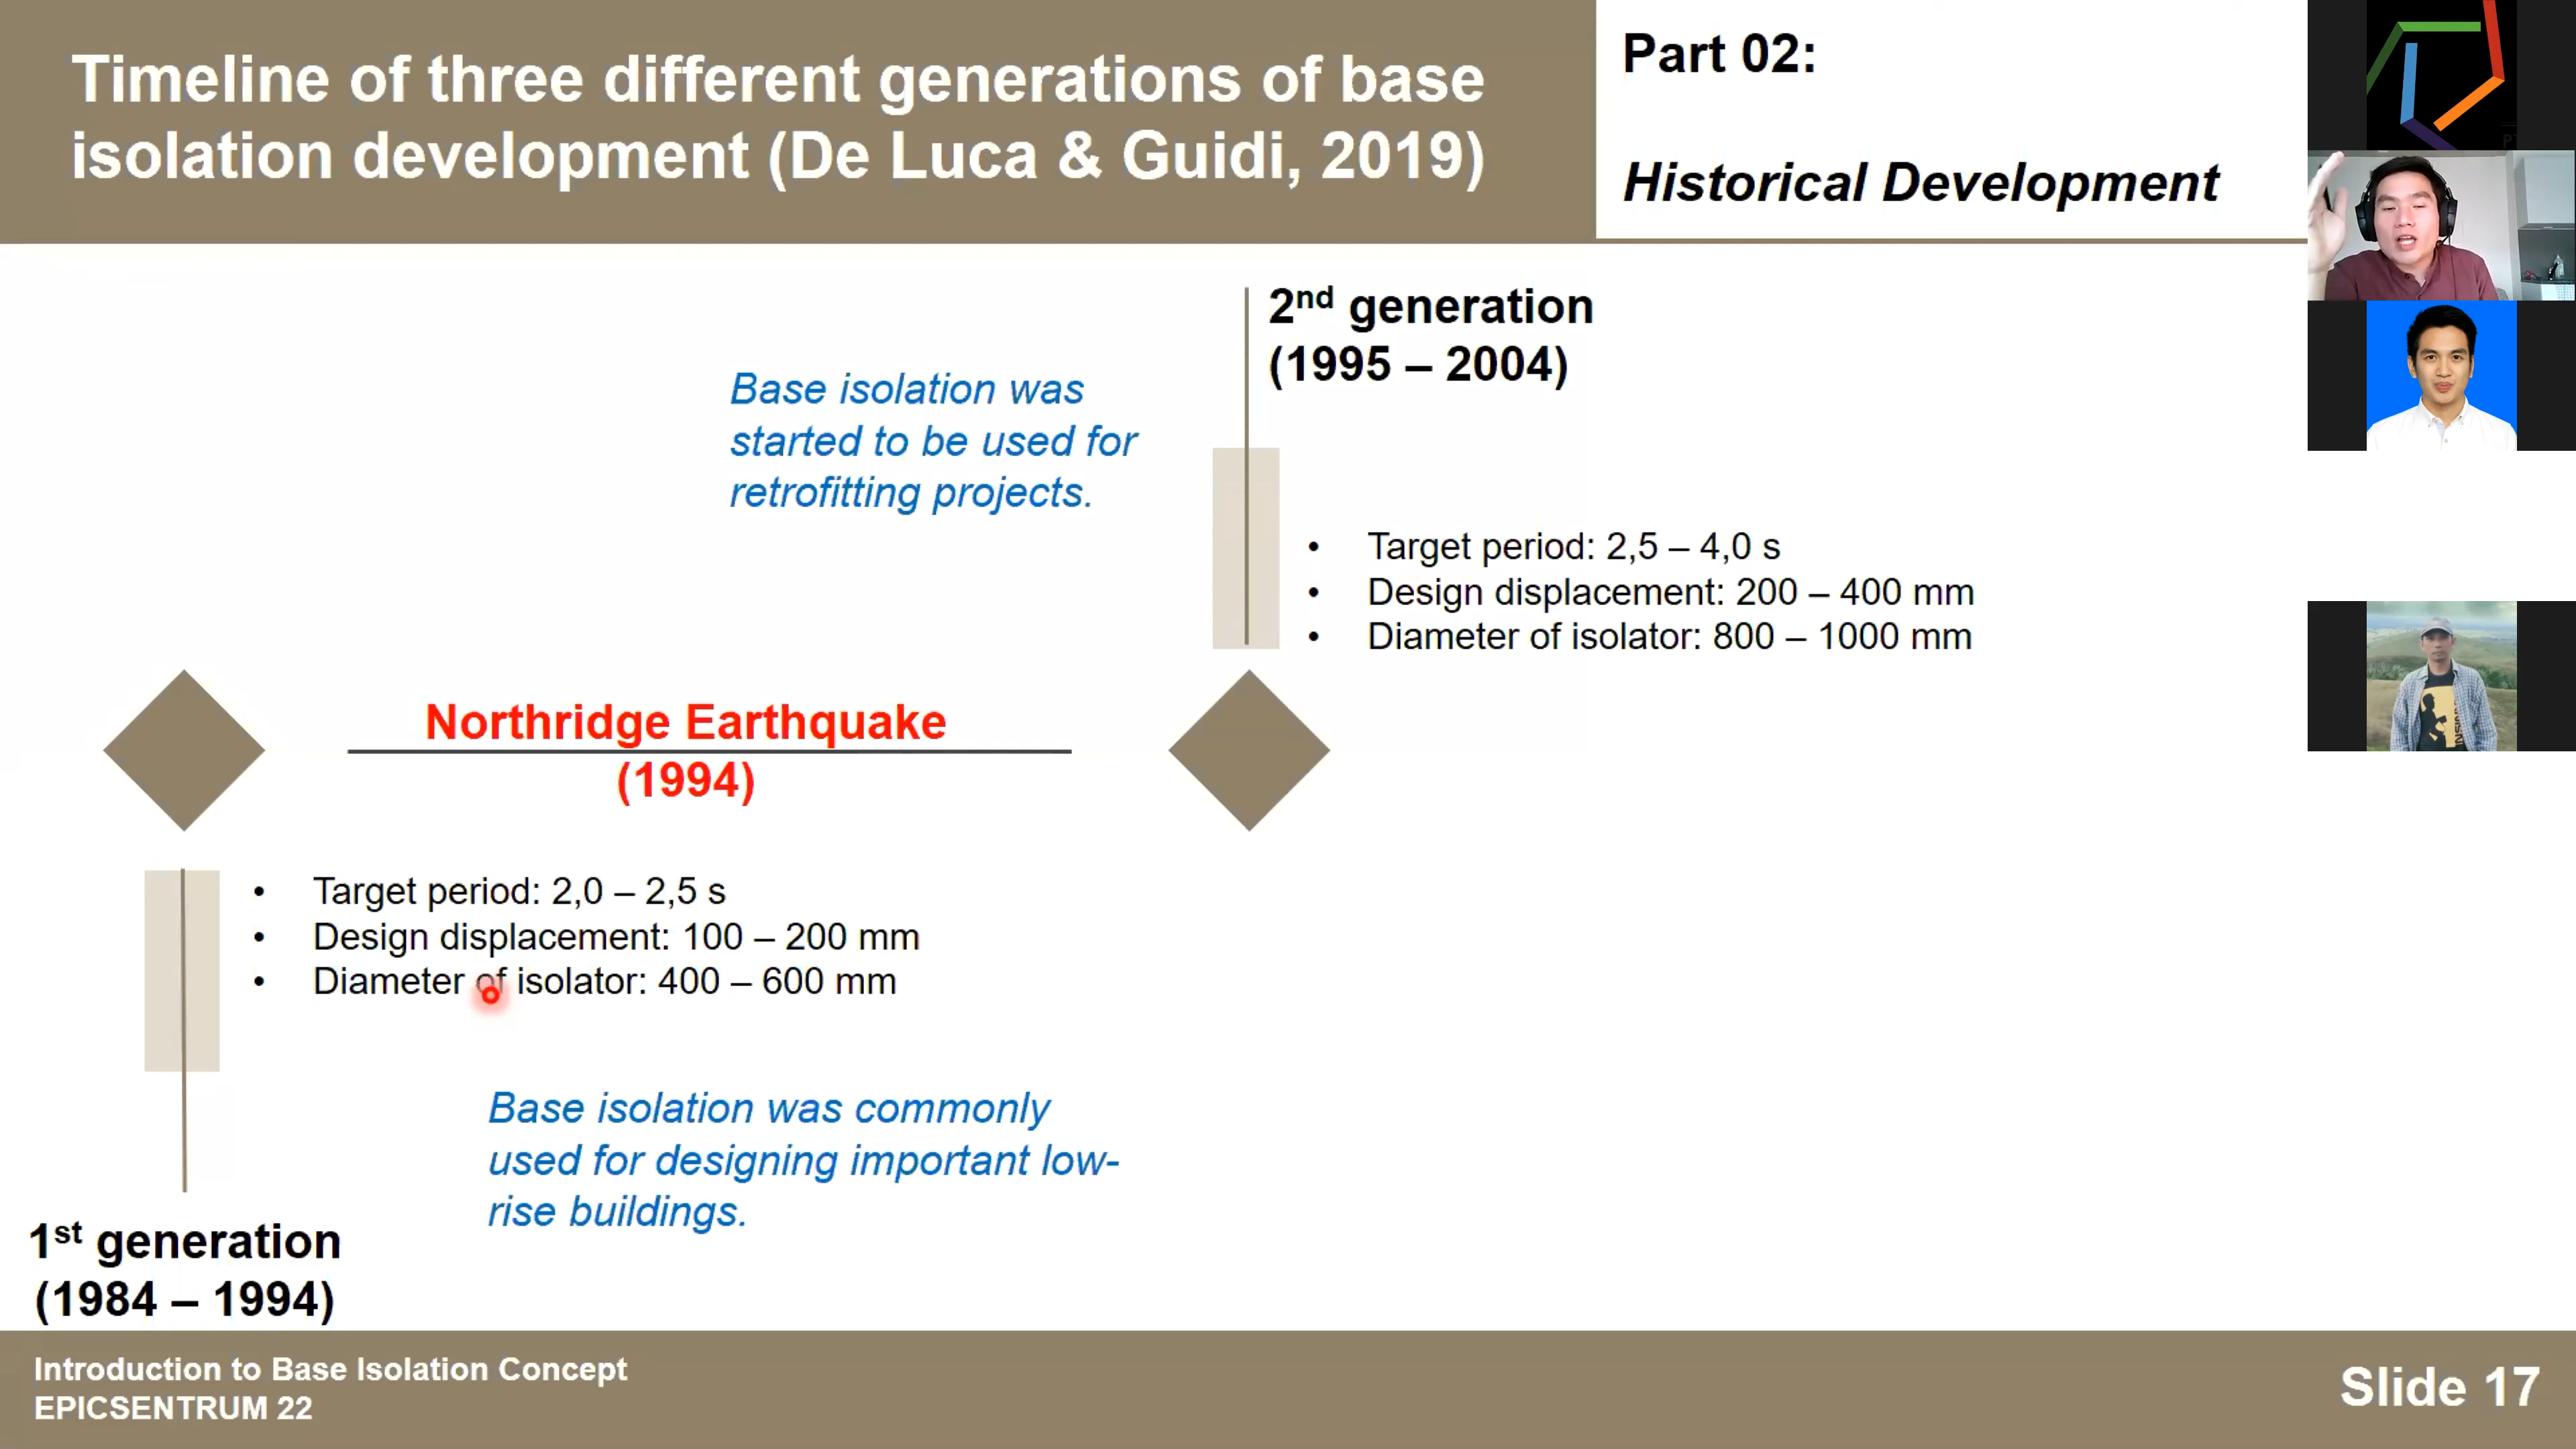 Timeline of three different generations of base
isolation development (De Luca & Guidi, 2019)
Part 02:
Historical Development
2nd generation
(1995 – 2004)
Base isolation was
started to be used for
retrofitting projects.
• Target period: 2,5 – 4,0 s
• Design displacement: 200 – 400 mm
• Diameter of isolator: 800 – 1000 mm
Northridge Earthquake
(1994)
• Target period: 2,0 – 2,5 s
• Design displacement: 100 – 200 mm
• Diameter of isolator: 400 – 600 mm
Base isolation was commonly
used for designing important low-
rise buildings.
1st generation
(1984 – 1994)
Introduction to Base Isolation Concept
EPICSENTRUM 22
Slide 17